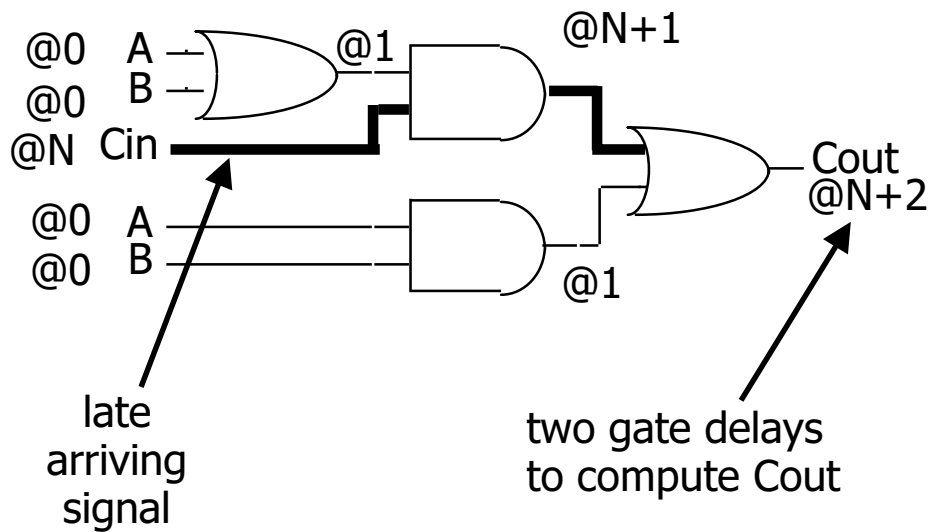 @0 A
@1
@N+1
@0 B
@N Cin
Cout
@N+2
@0 A
@0 B
@1
late
arriving
signal
two gate delays
to compute Cout